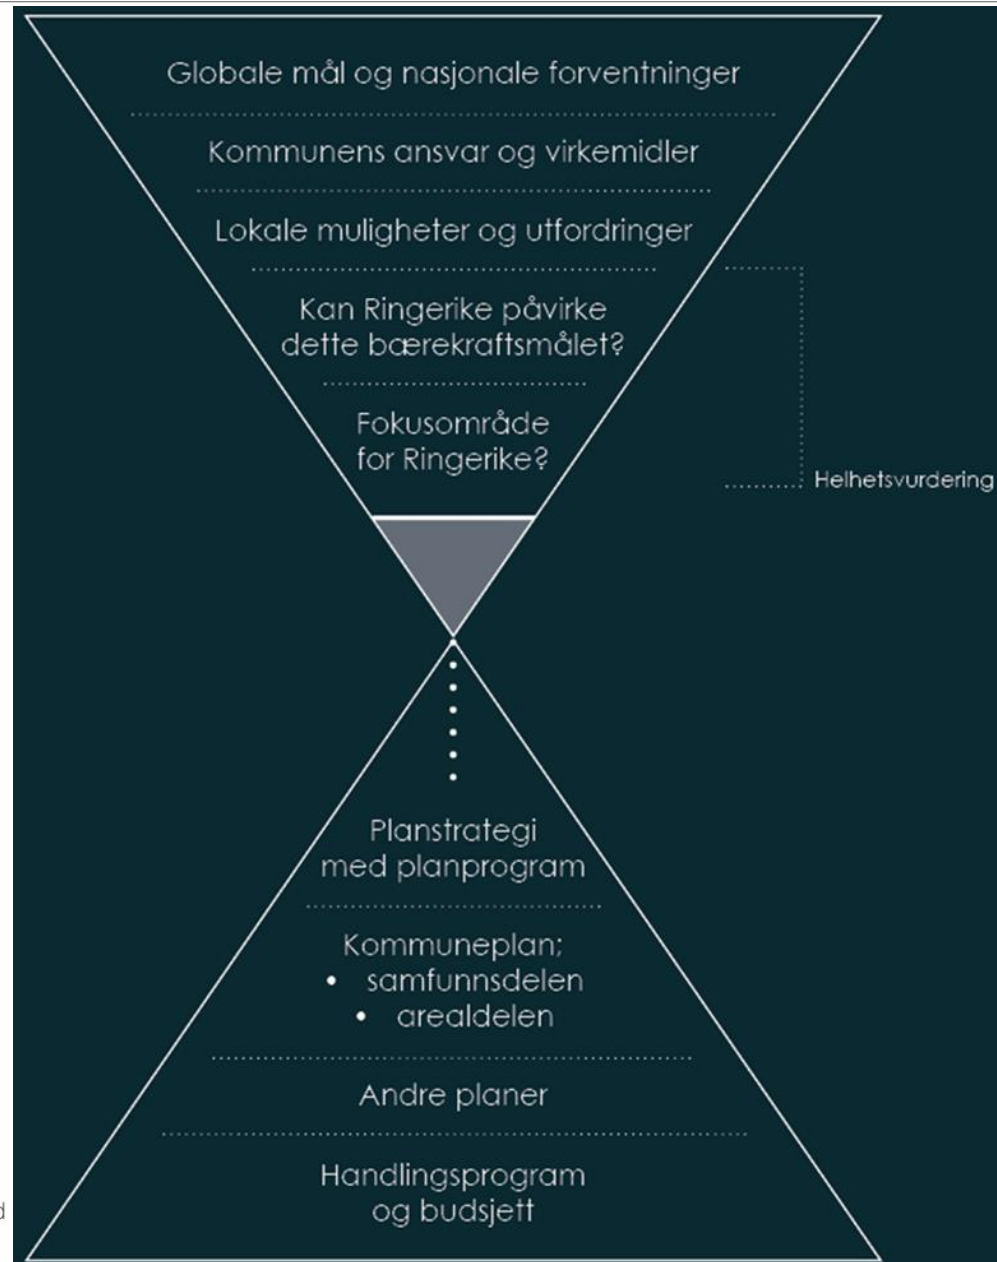 Globale mål og nasjonale forventninger
Kommunens ansvar og virkemidler
Lokale muligheter og utfordringer
Kan Ringerike påvirke
dette bærekraftsmålet?
Fokusområde
for Ringerike?
Helhetsvurdering
Planstrategi
med planprogram
Kommuneplan;
• samfunnsdelen
• arealdelen
Andre planer
Handlingsprogram
og budsjett